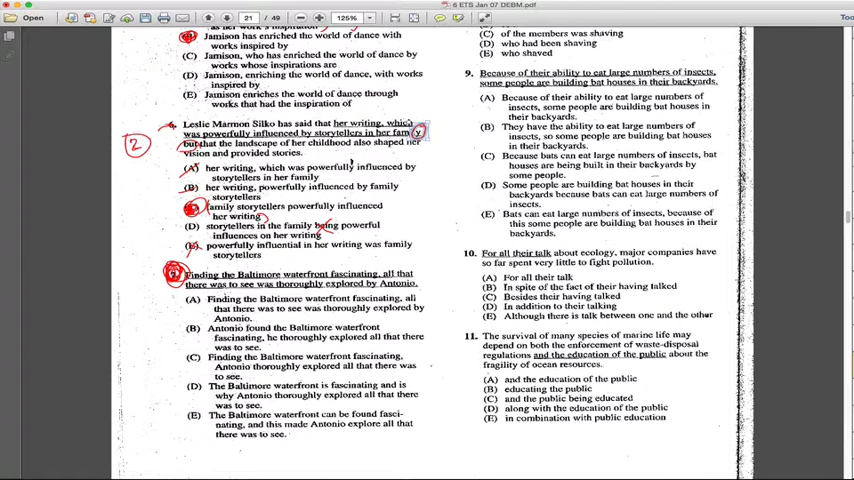 6 ETS Jan 07 DEBM.pdf
Open
21 / 49
125%
Tools
Fill & Sign
Comment
as her work's inspiration
Jamison has enriched the world of dance with
works inspired by
(C) Jamison, who has enriched the world of dance by
works whose inspirations are
(D) Jamison, enriching the world of dance, with works
inspired by
(E) Jamison enriches the world of dance through
works that had the inspiration of
2
6. Leslie Marmon Silko has said that her writing, which
was powerfully influenced by storytellers in her family
but that the landscape of her childhood also shaped her
vision and provided stories.
(A) her writing, which was powerfully influenced by
storytellers in her family
(B) her writing, powerfully influenced by family
storytellers
family storytellers powerfully influenced
her writing
(D) storytellers in the family being powerful
influences on her writing
(E) powerfully influential in her writing was family
storytellers
7. Finding the Baltimore waterfront fascinating, all that
there was to see was thoroughly explored by Antonio.
(A) Finding the Baltimore waterfront fascinating, all
that there was to see was thoroughly explored by
Antonio.
(B) Antonio found the Baltimore waterfront
fascinating, he thoroughly explored all that there
was to see.
(C) Finding the Baltimore waterfront fascinating,
Antonio thoroughly explored all that there was
to see.
(D) The Baltimore waterfront is fascinating and is
why Antonio thoroughly explored all that there
was to see.
(E) The Baltimore waterfront can be found fasci-
nating, and this made Antonio explore all that
there was to see.
(C) of the members was shaving
(D) who had been shaving
(E) who shaved
9. Because of their ability to eat large numbers of insects,
some people are building bat houses in their backyards.
(A) Because of their ability to eat large numbers of
insects, some people are building bat houses in
their backyards.
(B) They have the ability to eat large numbers of
insects, so some people are building bat houses
in their backyards.
(C) Because bats can eat large numbers of insects, bat
houses are being built in their backyards by
some people.
(D) Some people are building bat houses in their
backyards because bats can eat large numbers of
insects.
(E) Bats can eat large numbers of insects, because of
this some people are building bat houses in their
backyards.
10. For all their talk about ecology, major companies have
so far spent very little to fight pollution.
(A) For all their talk
(B) In spite of the fact of their having talked
(C) Besides their having talked
(D) In addition to their talking
(E) Although there is talk between one and the other
11. The survival of many species of marine life may
depend on both the enforcement of waste-disposal
regulations and the education of the public about the
fragility of ocean resources.
(A) and the education of the public
(B) educating the public
(C) and the public being educated
(D) along with the education of the public
(E) in combination with public education